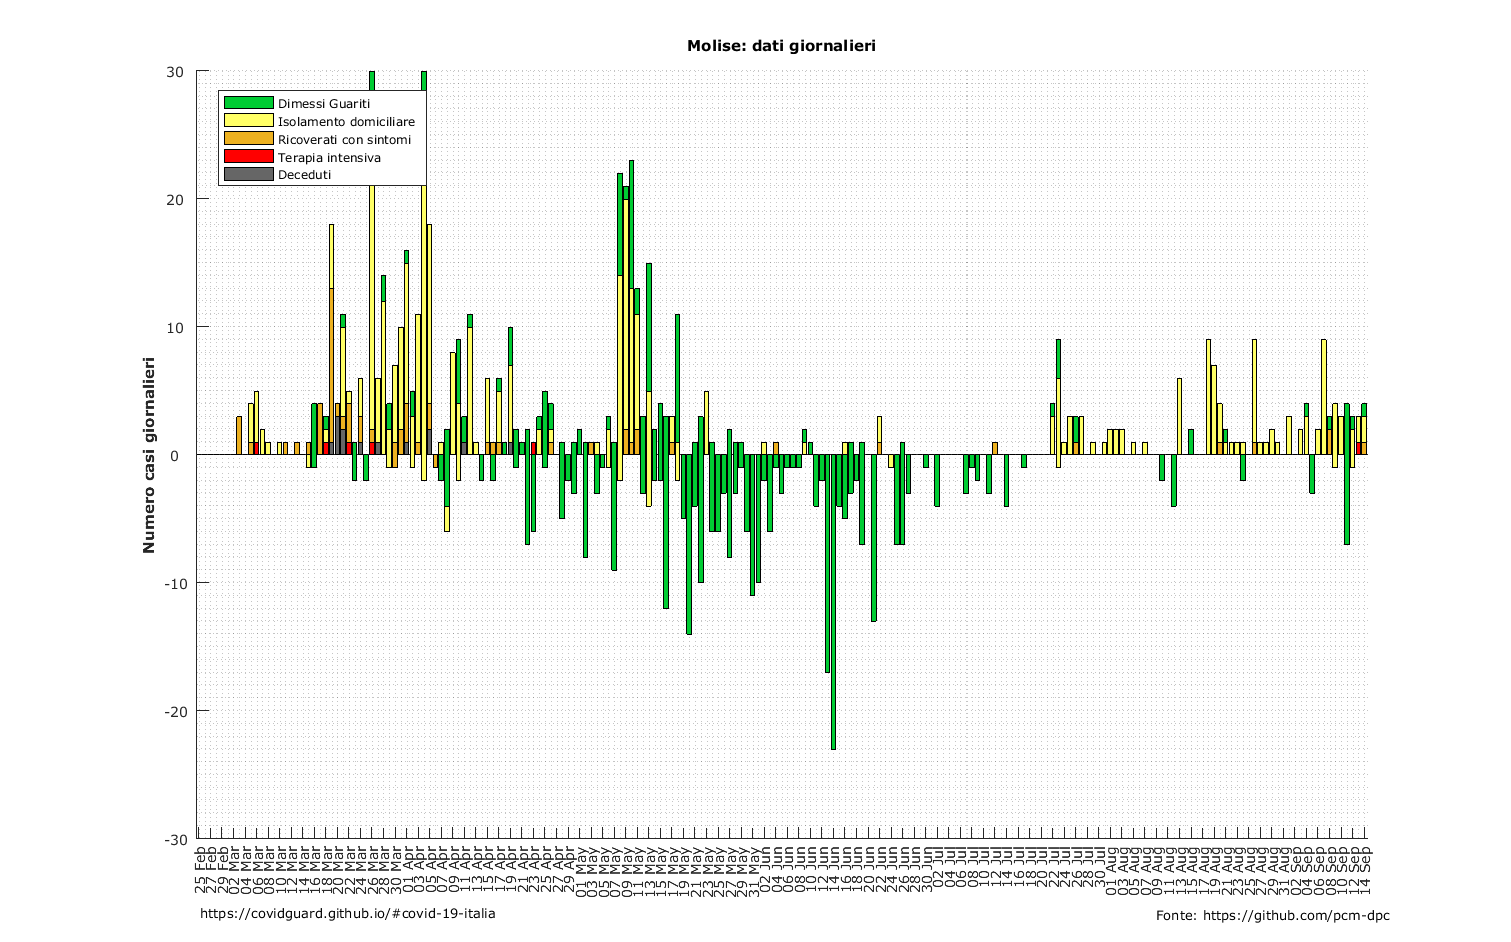 Molise: dati giornalieri
Numero casi giornalieri
30
20
10
0
-10
-20
-30
Dimessi Guariti
Isolamento domiciliare
Ricoverati con sintomi
Terapia intensiva
Deceduti
25 Feb
27 Feb
29 Feb
02 Mar
04 Mar
06 Mar
08 Mar
10 Mar
12 Mar
14 Mar
16 Mar
18 Mar
20 Mar
22 Mar
24 Mar
26 Mar
28 Mar
30 Mar
01 Apr
03 Apr
05 Apr
07 Apr
09 Apr
11 Apr
13 Apr
15 Apr
17 Apr
19 Apr
21 Apr
23 Apr
25 Apr
27 Apr
29 Apr
01 May
03 May
05 May
07 May
09 May
11 May
13 May
15 May
17 May
19 May
21 May
23 May
25 May
27 May
29 May
31 May
02 Jun
04 Jun
06 Jun
08 Jun
10 Jun
12 Jun
14 Jun
16 Jun
18 Jun
20 Jun
22 Jun
24 Jun
26 Jun
28 Jun
30 Jun
02 Jul
04 Jul
06 Jul
08 Jul
10 Jul
12 Jul
14 Jul
16 Jul
18 Jul
20 Jul
22 Jul
24 Jul
26 Jul
28 Jul
30 Jul
01 Aug
03 Aug
05 Aug
07 Aug
09 Aug
11 Aug
13 Aug
15 Aug
17 Aug
19 Aug
21 Aug
23 Aug
25 Aug
27 Aug
29 Aug
31 Aug
02 Sep
04 Sep
06 Sep
08 Sep
10 Sep
12 Sep
14 Sep
https://covidguard.github.io/#covid-19-italia
Fonte: https://github.com/pcm-dpc